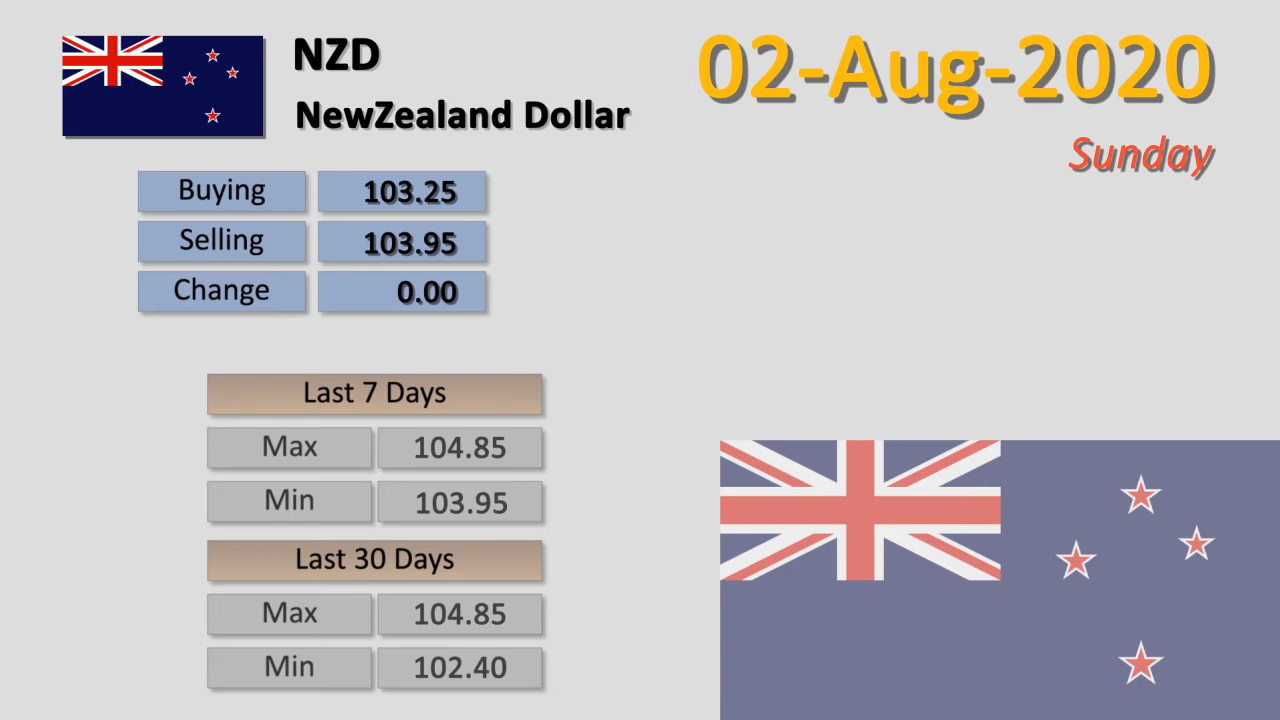 NZD
NewZealand Dollar
02-Aug-2020
Sunday
Buying 103.25
Selling 103.95
Change 0.00
Last 7 Days
Max 104.85
Min 103.95
Last 30 Days
Max 104.85
Min 102.40